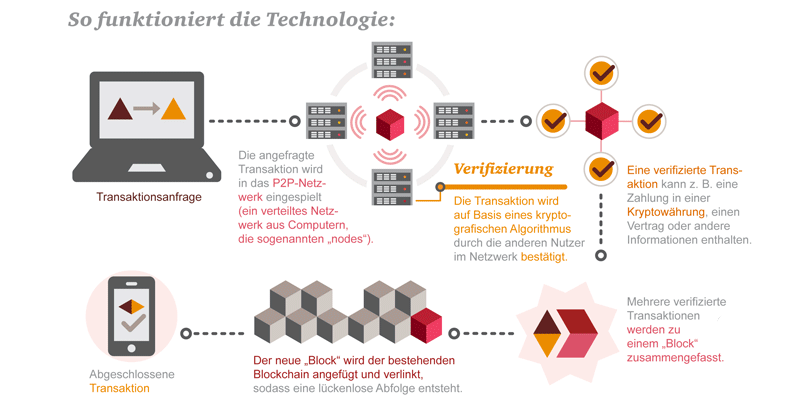 So funktioniert die Technologie:
Transaktionsanfrage
Die angefragte
Transaktion wird
in das P2P-Netz-
werk eingespielt
(ein verteiltes Netz-
werk aus Computern,
die sogenannten „nodes“).
Verifizierung
Die Transaktion wird
auf Basis eines krypto-
grafischen Algorithmus
durch die anderen Nutzer
im Netzwerk bestätigt.
Eine verifizierte Trans-
aktion kann z. B. eine
Zahlung in einer
Kryptowährung, einen
Vertrag oder andere
Informationen enthalten.
Mehrere verifizierte
Transaktionen
werden zu
einem „Block“
zusammengefasst.
Der neue „Block“ wird der bestehenden
Blockchain angefügt und verlinkt,
sodass eine lückenlose Abfolge entsteht.
Abgeschlossene
Transaktion